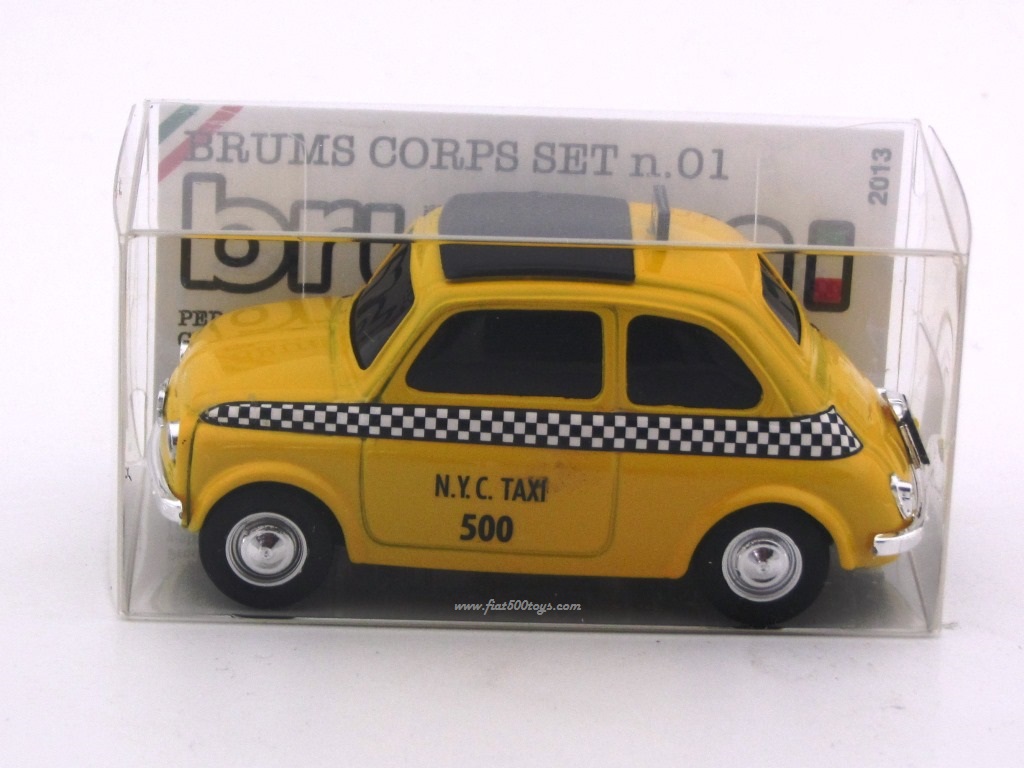 BRUMS CORPS SET n.01
2013
N.Y.C. TAXI
500
www.fiat500toys.com